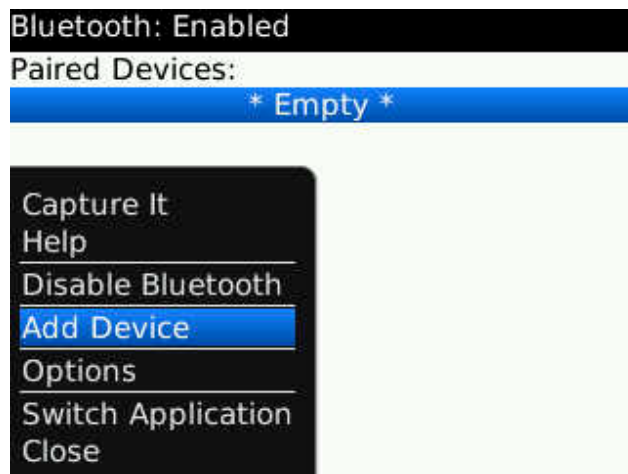 Bluetooth: Enabled
Paired Devices:
* Empty *
Capture It
Help
Disable Bluetooth
Add Device
Options
Switch Application
Close